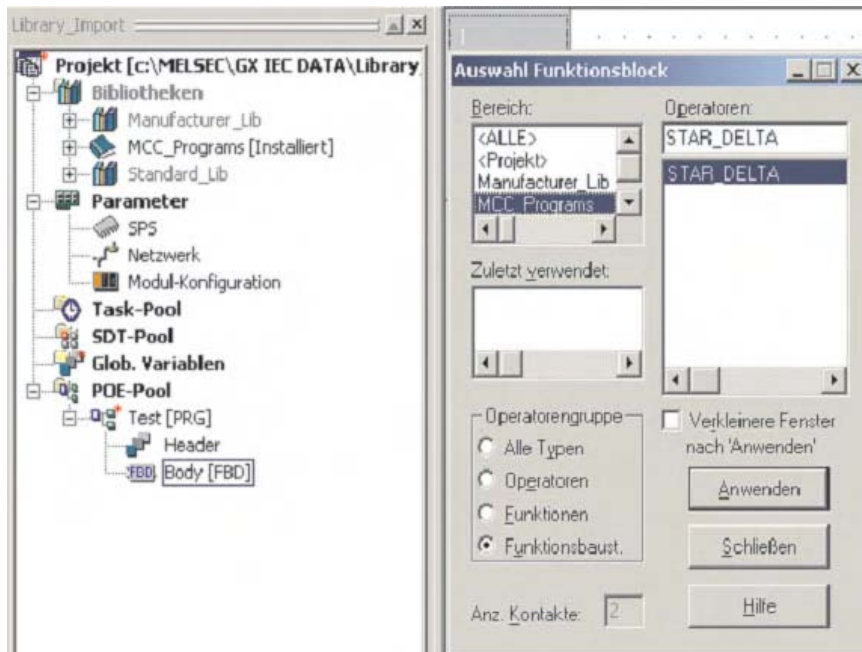 Library_Import
Projekt [c:\MELSEC\GX IEC DATA\Library
Bibliotheken
Manufacturer_Lib
MCC_Programs [Installiert]
Standard_Lib
Parameter
SPS
Netzwerk
Modul-Konfiguration
Task-Pool
SDT-Pool
Glob. Variablen
POE-Pool
Test [PRG]
Header
FBD Body [FBD]
1
Auswahl Funktionsblock
Bereich:
<ALLE>
<Projekt>
Manufacturer_Lib
MCC_Programs
Zuletzt verwendet:
Operatorengruppe
Alle Typen
Operatoren
Funktionen
Funktionsbaust.
Anz. Kontakte: 2
Operatoren:
STAR_DELTA
STAR_DELTA
Verkleinere Fenster
nach 'Anwenden'
Anwenden
Schließen
Hilfe